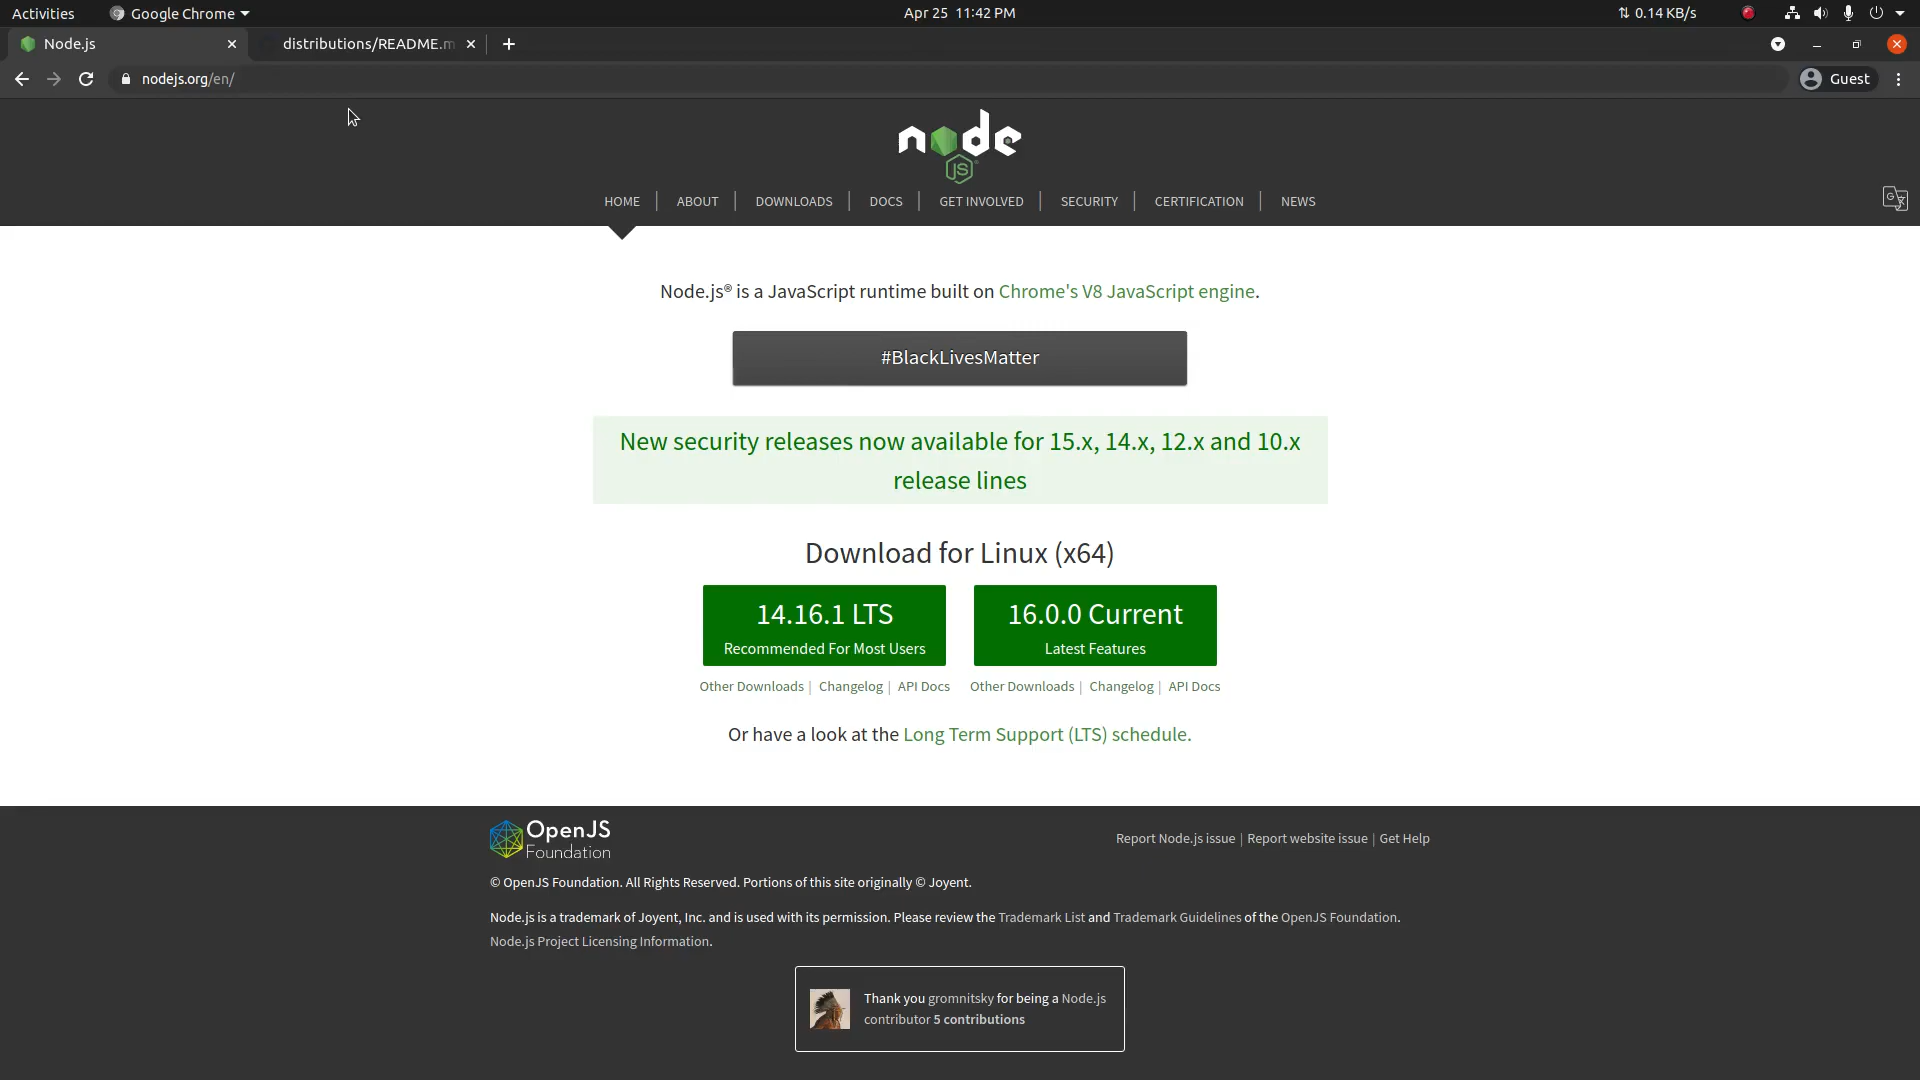 Activities Google Chrome Apr 25 11:42 PM 0.14 KB/s
Node.js distributions/README.m
nodejs.org/en/ Guest
node
JS
HOME ABOUT DOWNLOADS DOCS GET INVOLVED SECURITY CERTIFICATION NEWS
Node.js® is a JavaScript runtime built on Chrome's V8 JavaScript engine.
#BlackLivesMatter
New security releases now available for 15.x, 14.x, 12.x and 10.x
release lines
Download for Linux (x64)
14.16.1 LTS 16.0.0 Current
Recommended For Most Users Latest Features
Other Downloads | Changelog | API Docs Other Downloads | Changelog | API Docs
Or have a look at the Long Term Support (LTS) schedule.
OpenJS
Foundation
Report Node.js issue | Report website issue | Get Help
© OpenJS Foundation. All Rights Reserved. Portions of this site originally © Joyent.
Node.js is a trademark of Joyent, Inc. and is used with its permission. Please review the Trademark List and Trademark Guidelines of the OpenJS Foundation.
Node.js Project Licensing Information.
Thank you gromnitsky for being a Node.js
contributor 5 contributions